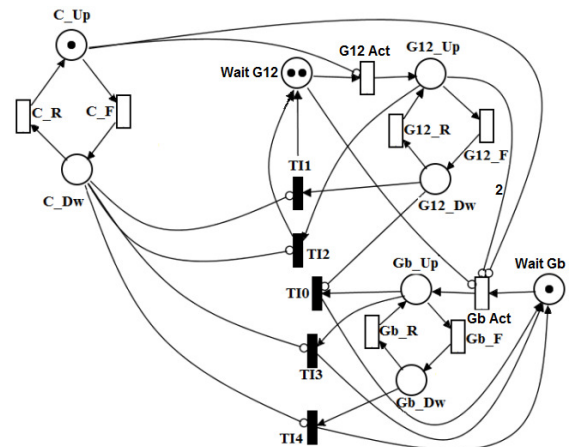 C_Up
G12 Act
G12_Up
Wait G12
C_R
C_F
G12_R
G12_F
TI1
C_Dw
G12_Dw
2
TI2
Gb_Up
Wait Gb
TI0
Gb Act
Gb_R
Gb_F
TI3
Gb_Dw
TI4